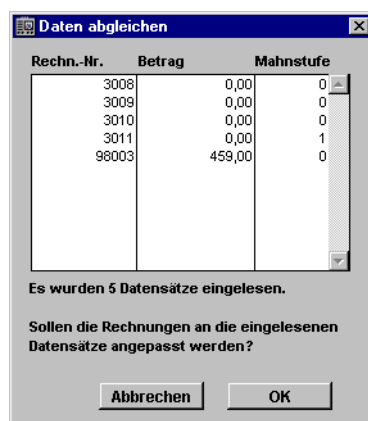 Daten abgleichen
Rechn.-Nr. Betrag Mahnstufe
3008 0,00 0
3009 0,00 0
3010 0,00 0
3011 0,00 1
98003 459,00 0
Es wurden 5 Datensätze eingelesen.
Sollen die Rechnungen an die eingelesenen
Datensätze angepasst werden?
Abbrechen OK